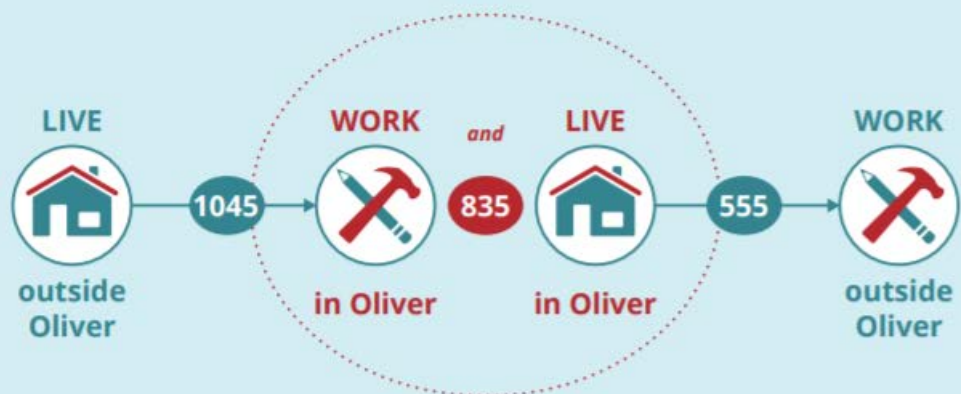 LIVE
outside
Oliver
1045
WORK
in Oliver
and
835
LIVE
in Oliver
555
WORK
outside
Oliver